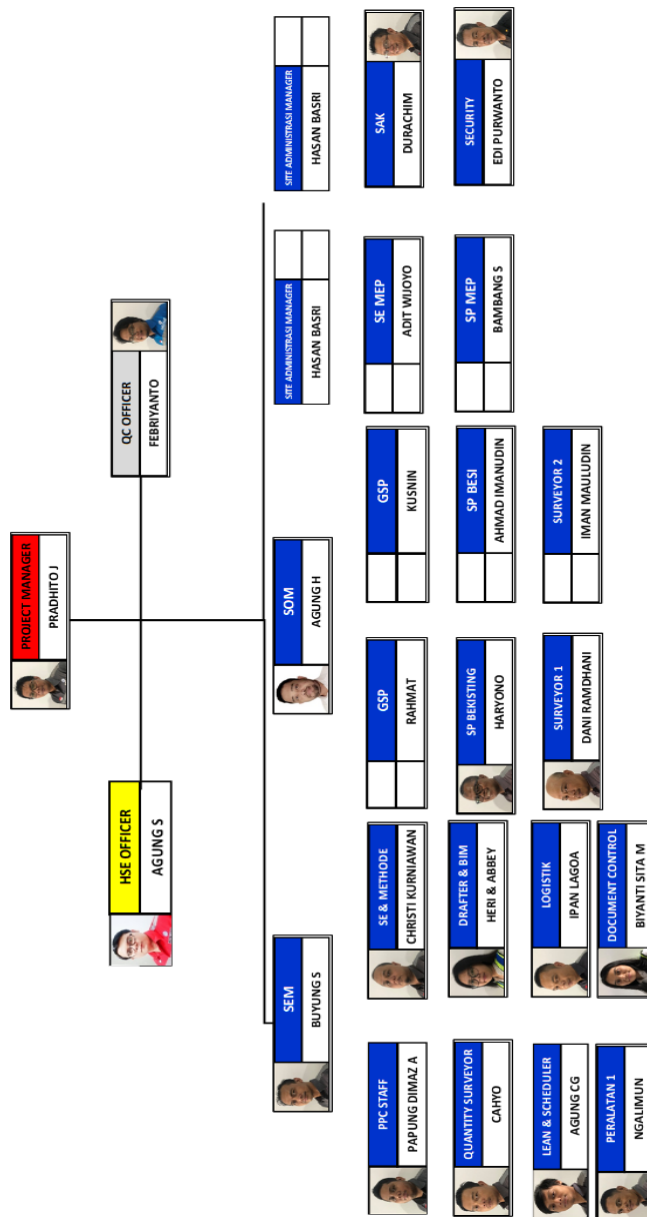 PROJECT MANAGER
PRADHITO J
HSE OFFICER
AGUNG S
QC OFFICER
FEBRIYANTO
SEM
BUYUNG S
SOM
AGUNG H
SITE ADMINISTRASI MANAGER
HASAN BASRI
SITE ADMINISTRASI MANAGER
HASAN BASRI
PPC STAFF
PAPUNG DIMAZ A
SE & METHODE
CHRISTI KURNIAWAN
GSP
RAHMAT
GSP
KUSNIN
SE MEP
ADIT WIJOYO
SAK
DURACHIM
QUANTITY SURVEYOR
CAHYO
DRAFTER & BIM
HERI & ABBEY
SP BEKISTING
HARYONO
SP BESI
AHMAD IMANUDIN
SP MEP
BAMBANG S
SECURITY
EDI PURWANTO
LEAN & SCHEDULER
AGUNG CG
LOGISTIK
IPAN LAGOA
SURVEYOR 1
DANI RAMDHANI
SURVEYOR 2
IMAN MAULUDIN
PERALATAN 1
NGALIMUN
DOCUMENT CONTROL
BIYANTI SITA M